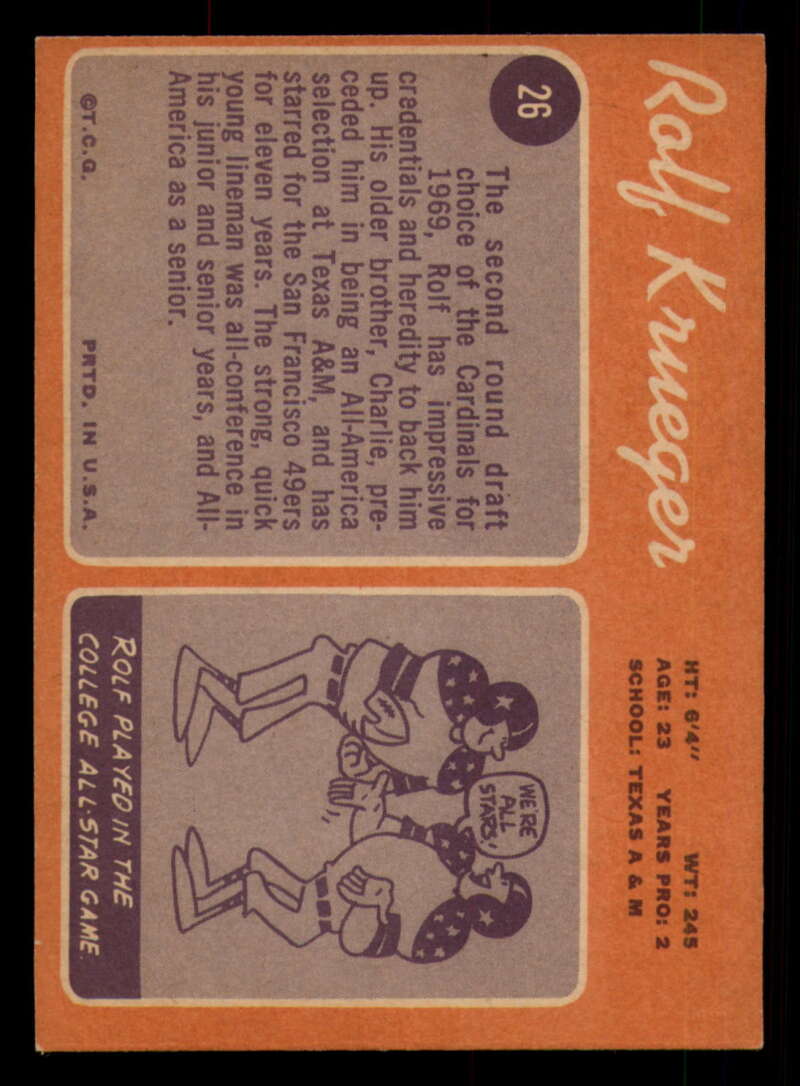 Rolf Krueger
HT: 6'4" WT: 245
AGE: 23 YEARS PRO: 2
SCHOOL: TEXAS A & M
26
The second round draft
choice of the Cardinals for
1969, Rolf has impressive
cradentials and heredity to back him
up. His older brother, Charlie, pre-
ceded him in being an All-America
selection at Texas A&M, and has
starred for the San Francisco 49ers
for eleven years. The strong, quick
young lineman was all-conference in
his junior and senior years, and All-
America as a senior.
©T.C.G. PRTD. IN U.S.A.
WE'RE
ALL
STARS!
ROLF PLAYED IN THE
COLLEGE ALL-STAR GAME.